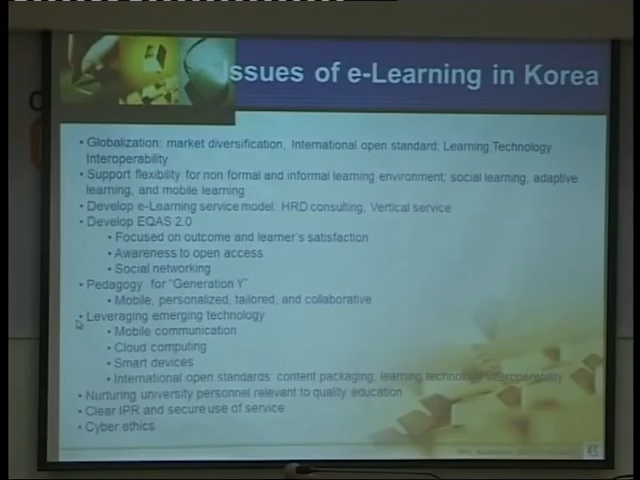 Issues of e-Learning in Korea
• Globalization: market diversification, International open standard: Learning Technology
Interoperability
• Support flexibility for non formal and informal learning environment: social learning, adaptive
learning, and mobile learning
• Develop e-Learning service model: HRD consulting, Vertical service
• Develop EQAS 2.0
• Focused on outcome and learner's satisfaction
• Awareness to open access
• Social networking
• Pedagogy for "Generation Y"
• Mobile, personalized, tailored, and collaborative
• Leveraging emerging technology
• Mobile communication
• Cloud computing
• Smart devices
• International open standards: content packaging, learning technology interoperability
• Nurturing university personnel relevant to quality education
• Clear IPR and secure use of service
• Cyber ethics